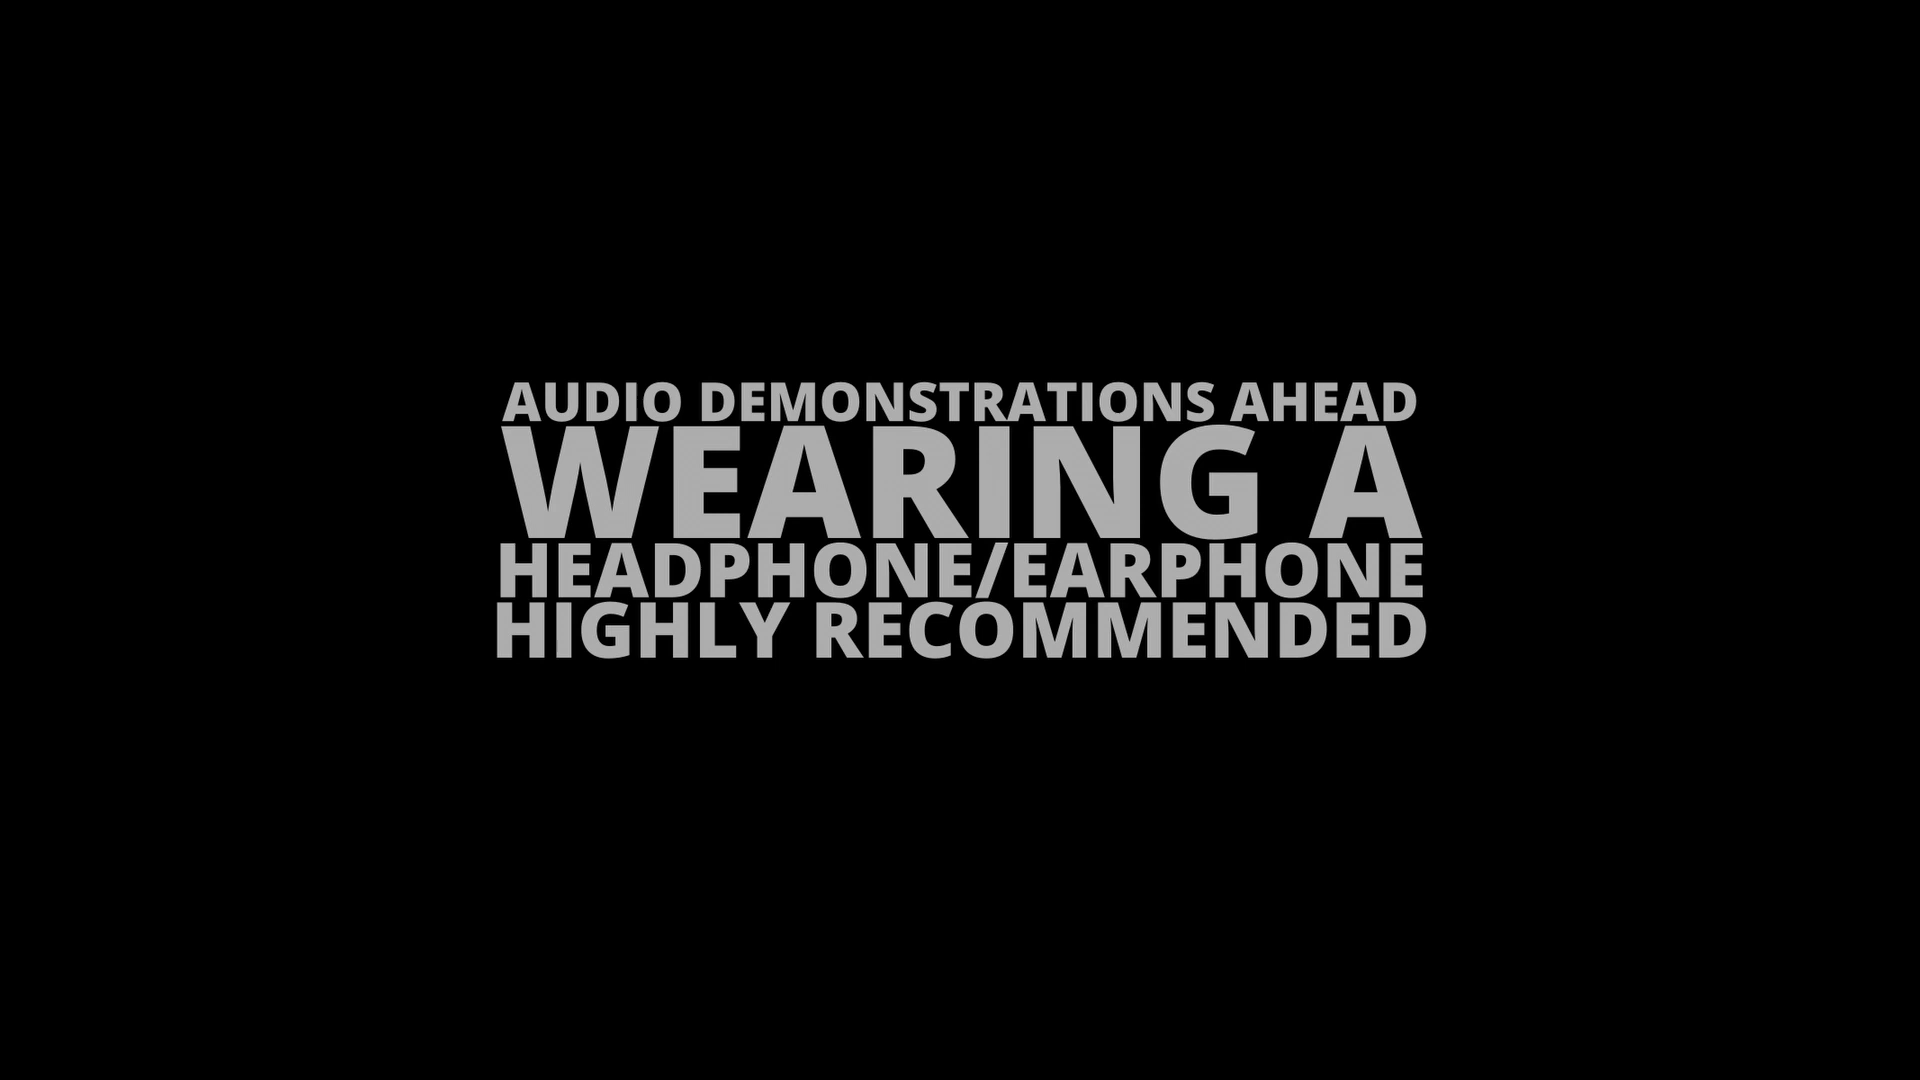 AUDIO DEMONSTRATIONS AHEAD
WEARING A
HEADPHONE/EARPHONE
HIGHLY RECOMMENDED